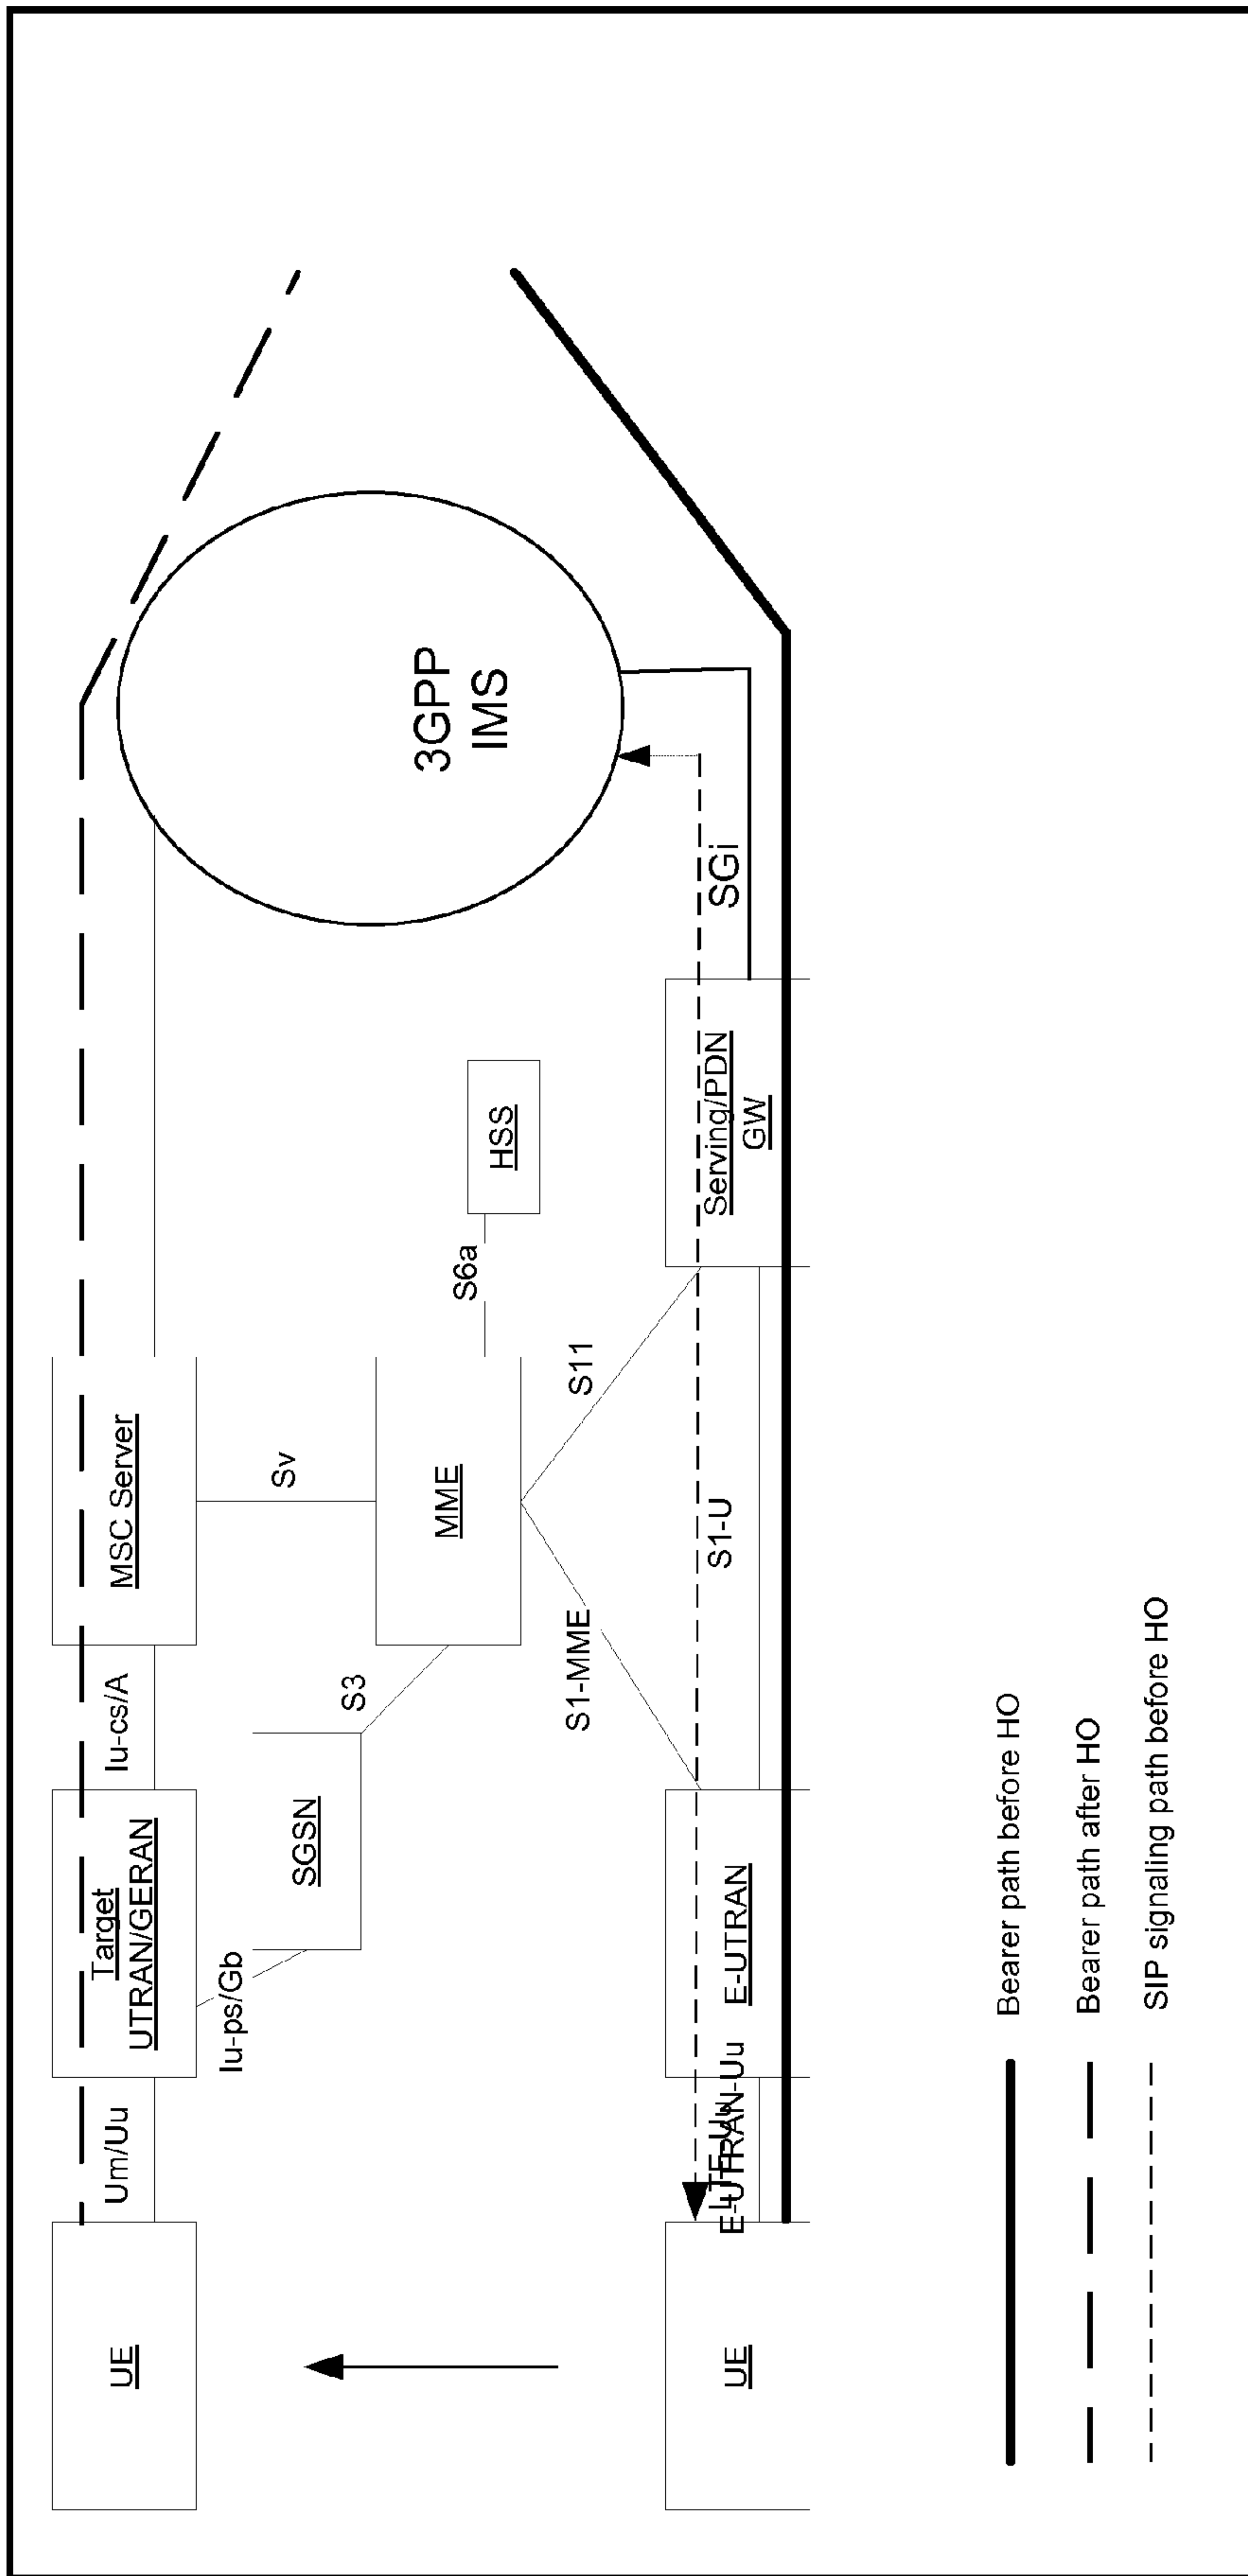 UE
Um/Uu
Target
UTRAN/GERAN
Iu-cs/A
MSC Server
Iu-ps/Gb
SGSN
S3
Sv
MME
S6a
HSS
3GPP
IMS
S1-MME
S11
UE
LTE-Uu
E-UTRAN-Uu
E-UTRAN
S1-U
Serving/PDN
GW
SGi
Bearer path before HO
Bearer path after HO
SIP signaling path before HO